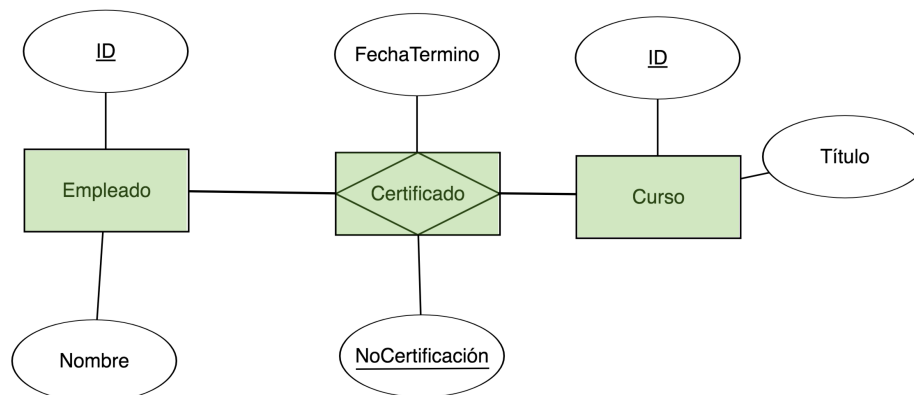 ID
FechaTermino
ID
Título
Empleado
Certificado
Curso
Nombre
NoCertificación